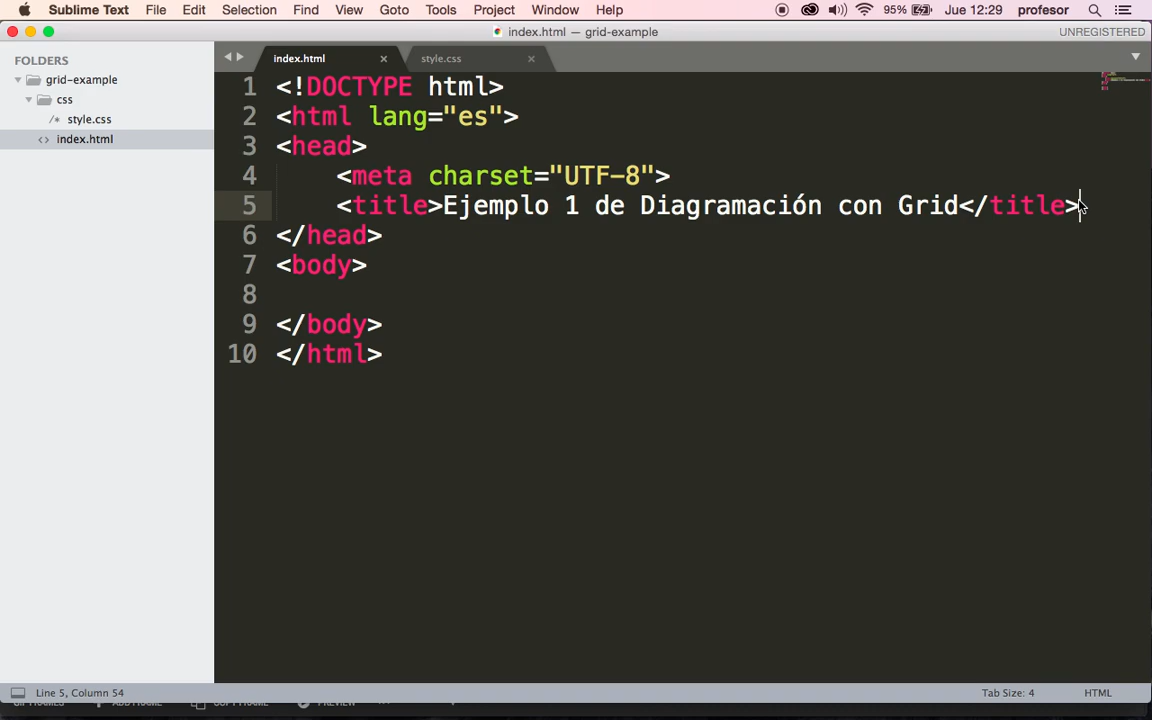 Sublime Text File Edit Selection Find View Goto Tools Project Window Help 95% Jue 12:29 profesor
index.html — grid-example UNREGISTERED
FOLDERS
grid-example
css
/* style.css
<> index.html
index.html × style.css ×
1 <!DOCTYPE html>
2 <html lang="es">
3 <head>
4 <meta charset="UTF-8">
5 <title>Ejemplo 1 de Diagramación con Grid</title>
6 </head>
7 <body>
8
9 </body>
10 </html>
Line 5, Column 54 Tab Size: 4 HTML